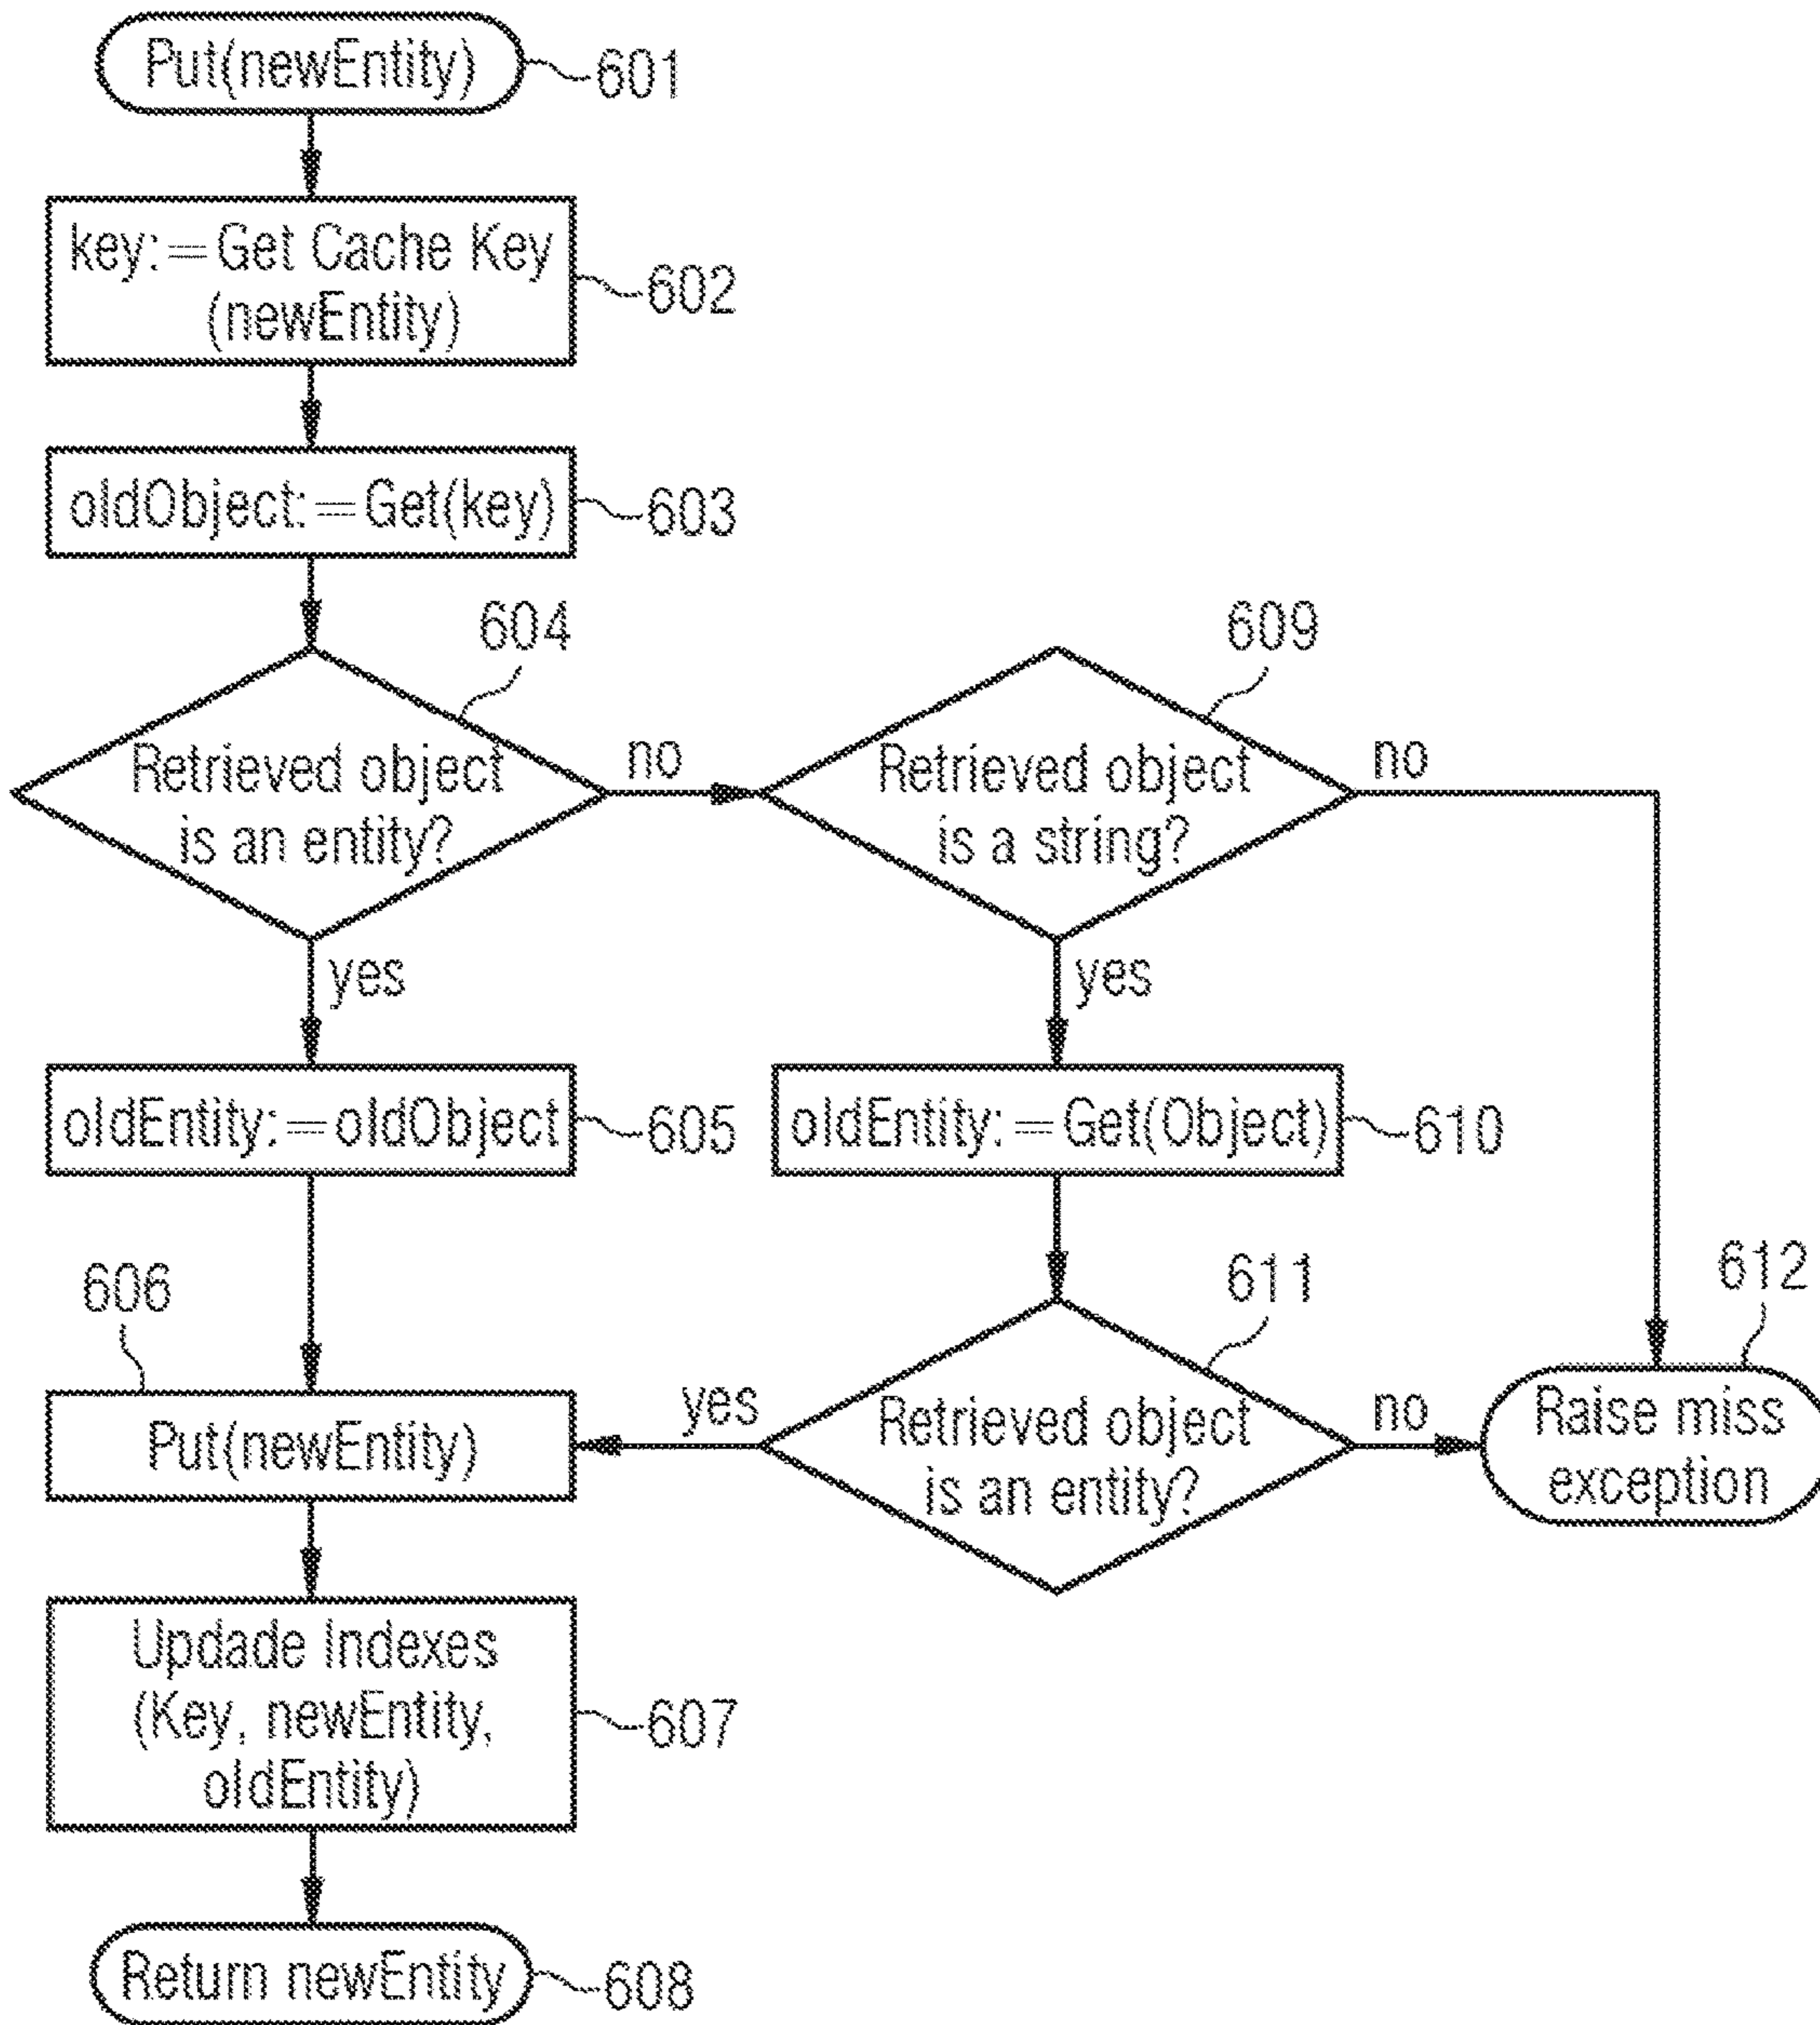 Put(newEntity)
601
key:=Get Cache Key
(newEntity)
602
oldObject:=Get(key)
603
604
Retrieved object
is an entity?
no
yes
609
Retrieved object
is a string?
no
yes
oldEntity:=oldObject
605
oldEntity:=Get(Object)
610
606
Put(newEntity)
yes
611
Retrieved object
is an entity?
no
612
Raise miss
exception
Updade Indexes
(Key, newEntity,
oldEntity)
607
Return newEntity
608